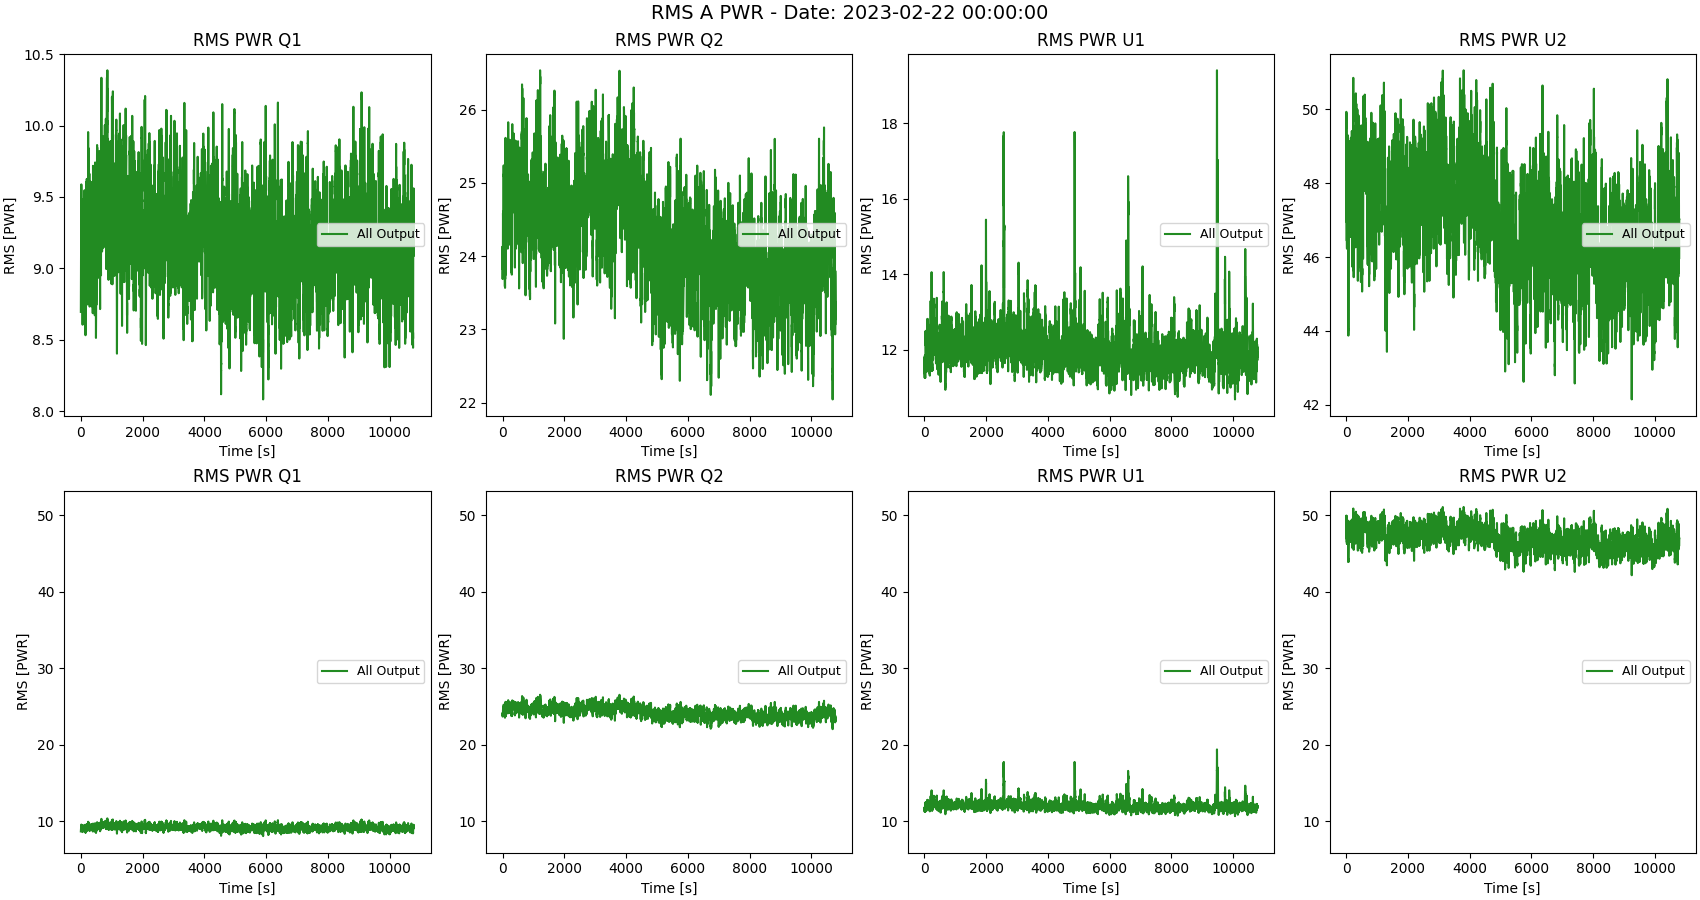 RMS A PWR - Date: 2023-02-22 00:00:00
RMS PWR Q1
RMS [PWR]
10.5
10.0
9.5
9.0
8.5
8.0
All Output
0 2000 4000 6000 8000 10000
Time [s]
RMS PWR Q2
RMS [PWR]
26
25
24
23
22
All Output
0 2000 4000 6000 8000 10000
Time [s]
RMS PWR U1
RMS [PWR]
18
16
14
12
All Output
0 2000 4000 6000 8000 10000
Time [s]
RMS PWR U2
RMS [PWR]
50
48
46
44
42
All Output
0 2000 4000 6000 8000 10000
Time [s]
RMS PWR Q1
RMS [PWR]
50
40
30
20
10
All Output
0 2000 4000 6000 8000 10000
Time [s]
RMS PWR Q2
RMS [PWR]
50
40
30
20
10
All Output
0 2000 4000 6000 8000 10000
Time [s]
RMS PWR U1
RMS [PWR]
50
40
30
20
10
All Output
0 2000 4000 6000 8000 10000
Time [s]
RMS PWR U2
RMS [PWR]
50
40
30
20
10
All Output
0 2000 4000 6000 8000 10000
Time [s]